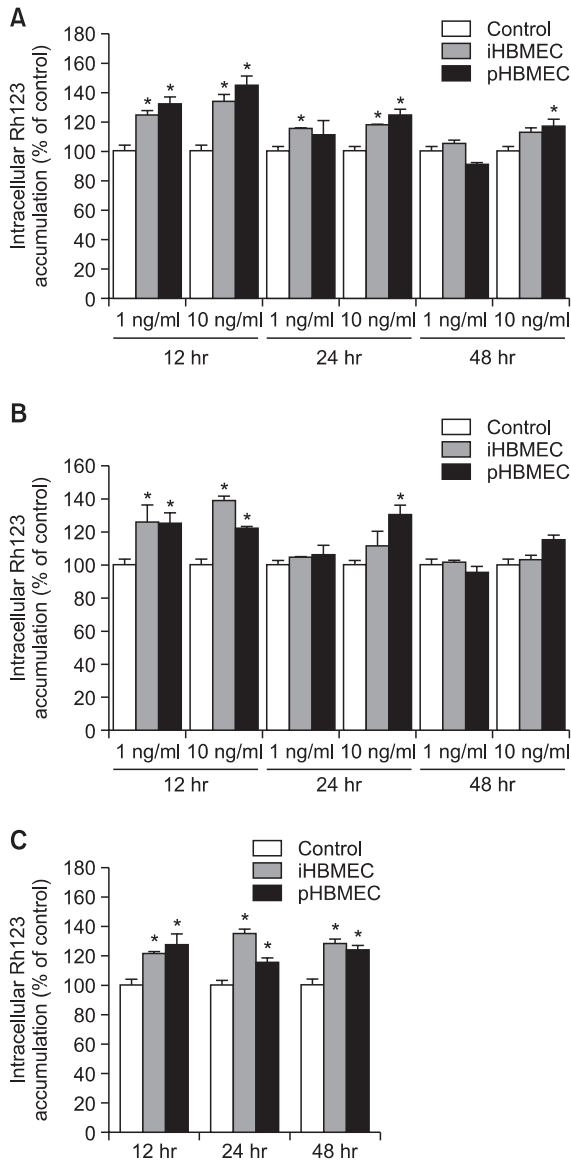 A
Control
iHBMEC
pHBMEC
Intracellular Rh123
accumulation (% of control)
180
160
140
120
100
80
60
40
20
0
* * * * * * * *
1 ng/ml 10 ng/ml 1 ng/ml 10 ng/ml 1 ng/ml 10 ng/ml
12 hr 24 hr 48 hr
B
Control
iHBMEC
pHBMEC
Intracellular Rh123
accumulation (% of control)
160
140
120
100
80
60
40
20
0
* * * * *
1 ng/ml 10 ng/ml 1 ng/ml 10 ng/ml 1 ng/ml 10 ng/ml
12 hr 24 hr 48 hr
C
Control
iHBMEC
pHBMEC
Intracellular Rh123
accumulation (% of control)
180
160
140
120
100
80
60
40
20
0
* * * * * *
12 hr 24 hr 48 hr